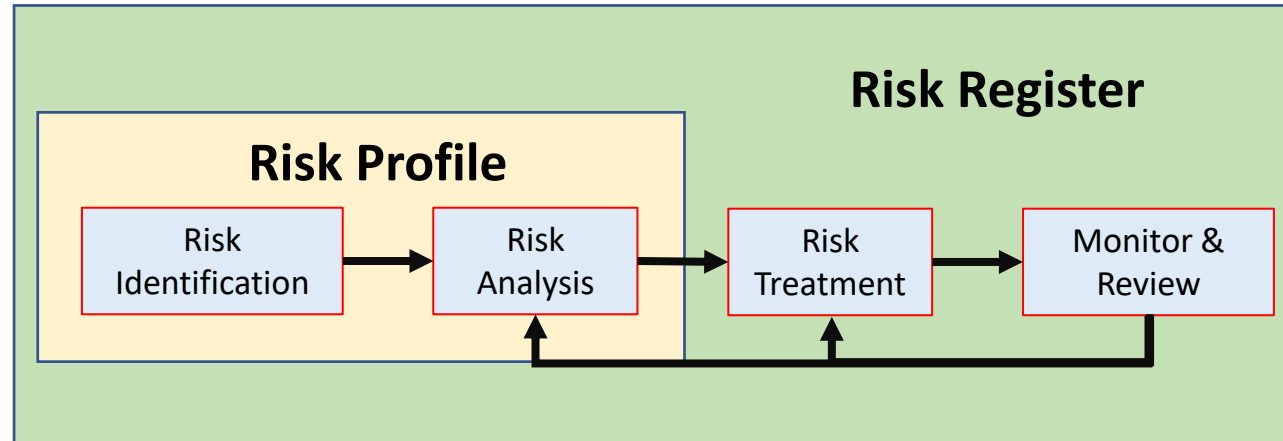 Risk Register
Risk Profile
Risk
Identification
Risk
Analysis
Risk
Treatment
Monitor &
Review